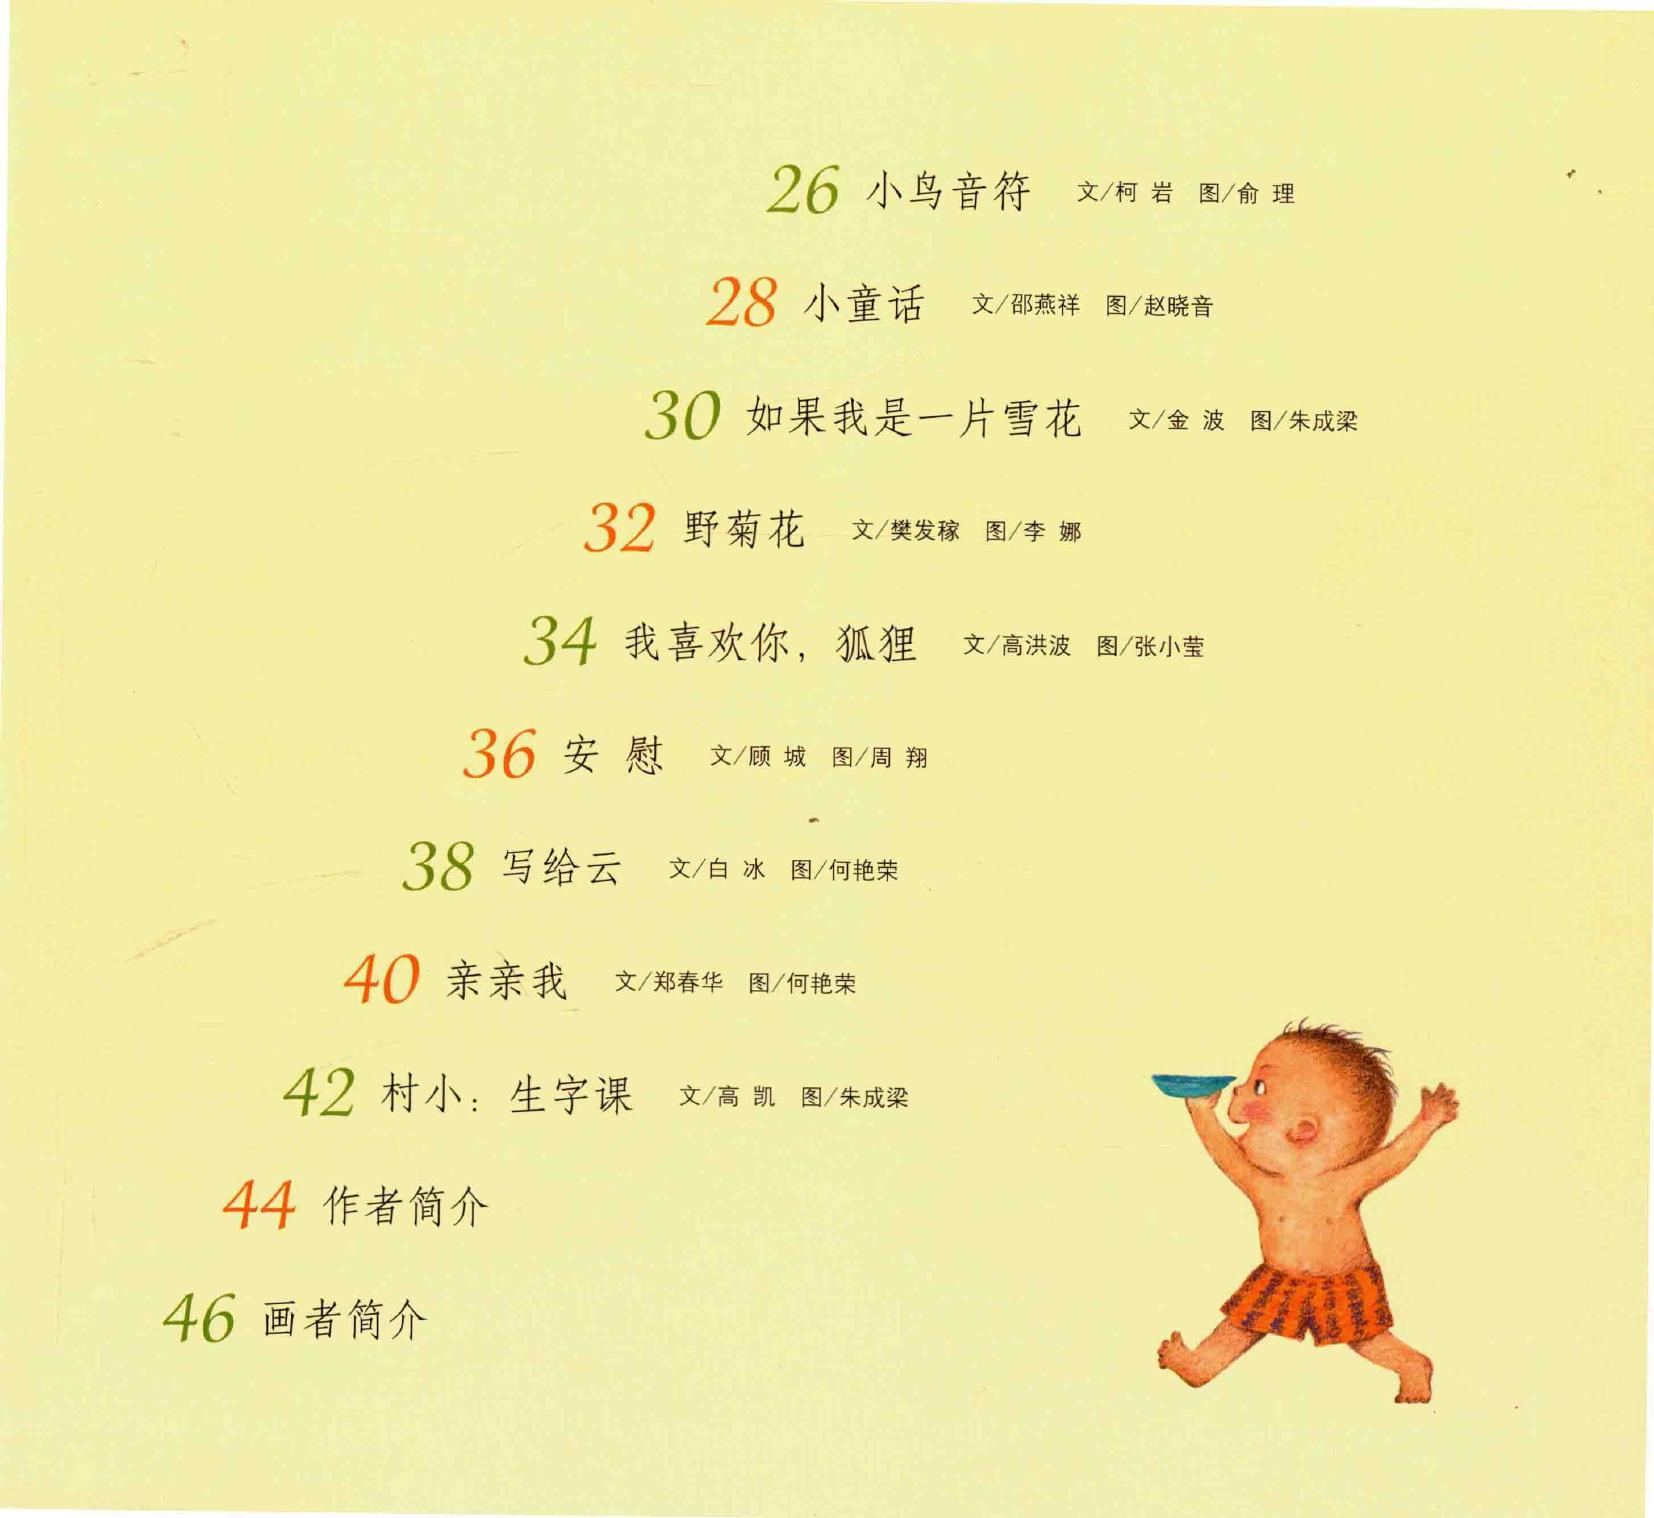 26 小鸟音符 文/柯 岩 图/俞 理
28 小童话 文/邵燕祥 图/赵晓音
30 如果我是一片雪花 文/金 波 图/朱成梁
32 野菊花 文/樊发稼 图/李 娜
34 我喜欢你，狐狸 文/高洪波 图/张小莹
36 安 慰 文/顾 城 图/周 翔
38 写给云 文/白 冰 图/何艳荣
40 亲亲我 文/郑春华 图/何艳荣
42 村小：生字课 文/高 凯 图/朱成梁
44 作者简介
46 画者简介